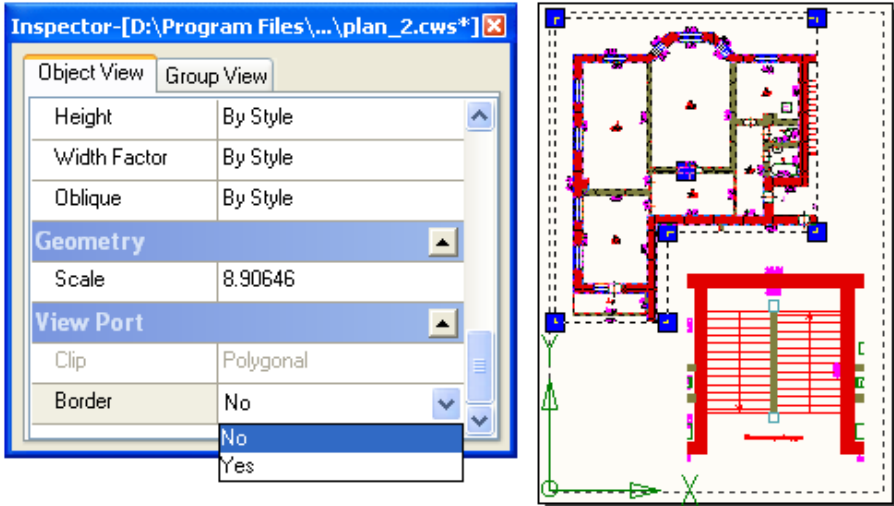 Inspector-[D:\Program Files\...\plan_2.cws*]
Object View Group View
Height By Style
Width Factor By Style
Oblique By Style
Geometry
Scale 8.90646
View Port
Clip Polygonal
Border No
No
Yes
Y
X